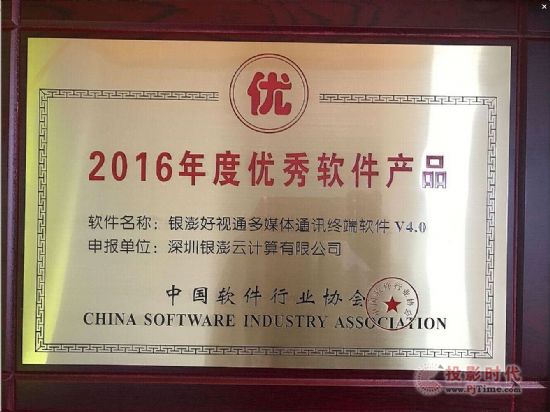 优
2016年度优秀软件产品
软件名称：银澎好视通多媒体通讯终端软件 V4.0
申报单位：深圳银澎云计算有限公司
中国软件行业协会
CHINA SOFTWARE INDUSTRY ASSOCIATION
投影时代
www.PjTime.com